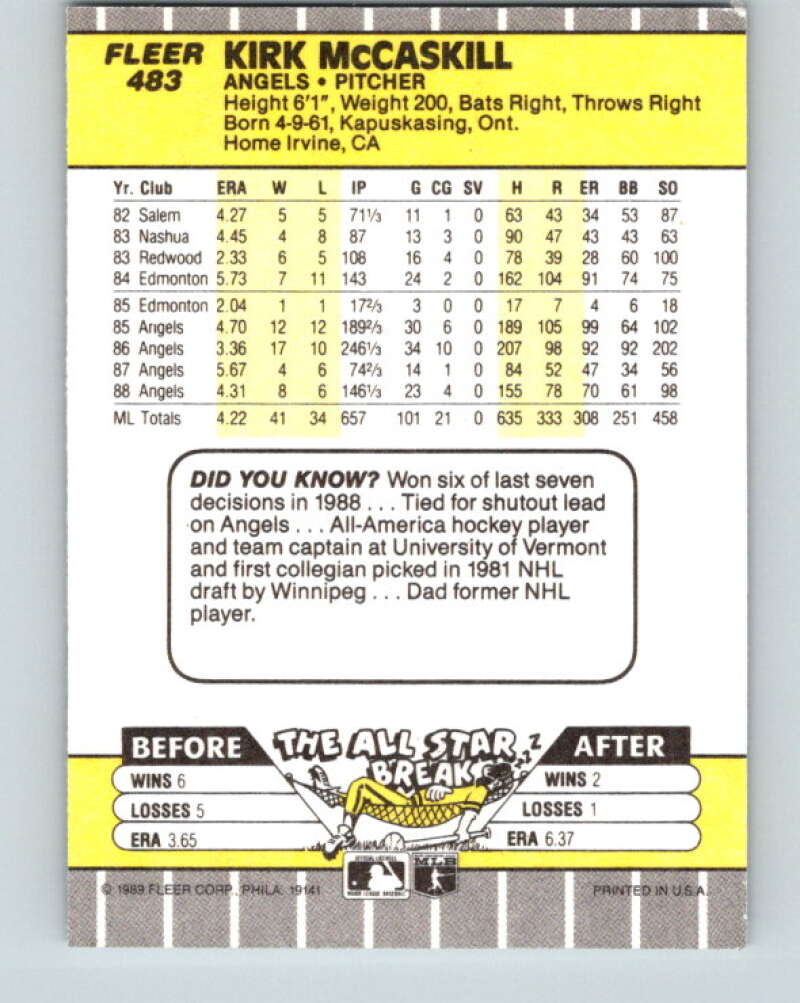 FLEER 483
KIRK McCASKILL
ANGELS • PITCHER
Height 6'1", Weight 200, Bats Right, Throws Right
Born 4-9-61, Kapuskasing, Ont.
Home Irvine, CA
Yr. Club ERA W L IP G CG SV H R ER BB SO
82 Salem 4.27 5 5 71⅓ 11 1 0 63 43 34 53 87
83 Nashua 4.45 4 8 87 13 3 0 90 47 43 43 63
83 Redwood 2.33 6 5 108 16 4 0 78 39 28 60 100
84 Edmonton 5.73 7 11 143 24 2 0 162 104 91 74 75
85 Edmonton 2.04 1 1 17⅔ 3 0 0 17 7 4 6 18
85 Angels 4.70 12 12 189⅔ 30 6 0 189 105 99 64 102
86 Angels 3.36 17 10 246⅓ 34 10 0 207 98 92 92 202
87 Angels 5.67 4 6 74⅔ 14 1 0 84 52 47 34 56
88 Angels 4.31 8 6 146⅓ 23 4 0 155 78 70 61 98
ML Totals 4.22 41 34 657 101 21 0 635 333 308 251 458
DID YOU KNOW? Won six of last seven
decisions in 1988 . . . Tied for shutout lead
on Angels . . . All-America hockey player
and team captain at University of Vermont
and first collegian picked in 1981 NHL
draft by Winnipeg . . . Dad former NHL
player.
BEFORE THE ALL STAR BREAK ZZZ AFTER
WINS 6 WINS 2
LOSSES 5 LOSSES 1
ERA 3.65 ERA 6.37
OFFICIAL LICENSEE
MAJOR LEAGUE BASEBALL
MLB
© 1989 FLEER CORP., PHILA. 19141 PRINTED IN U.S.A.